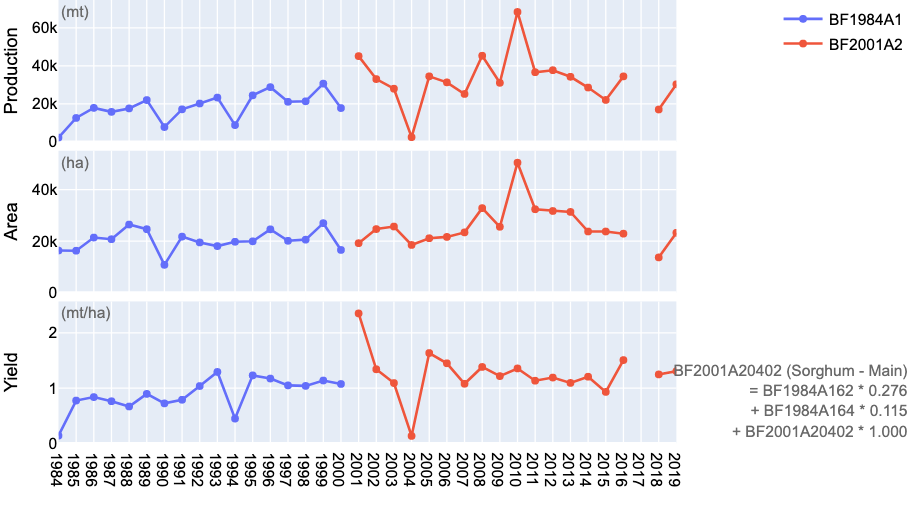 (mt)
Production
60k
40k
20k
0
BF1984A1
BF2001A2
(ha)
Area
40k
20k
0
(mt/ha)
Yield
2
1
0
BF2001A20402 (Sorghum - Main)
= BF1984A162 * 0.276
+ BF1984A164 * 0.115
+ BF2001A20402 * 1.000
1984
1985
1986
1987
1988
1989
1990
1991
1992
1993
1994
1995
1996
1997
1998
1999
2000
2001
2002
2003
2004
2005
2006
2007
2008
2009
2010
2011
2012
2013
2014
2015
2016
2017
2018
2019